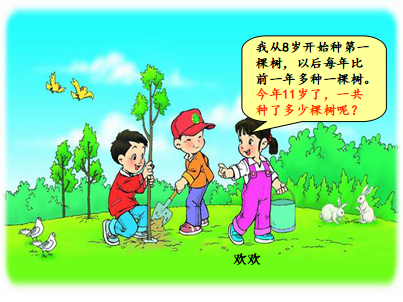 我从8岁开始种第一
棵树，以后每年比
前一年多种一棵树。
今年11岁了，一共
种了多少棵树呢？
欢欢